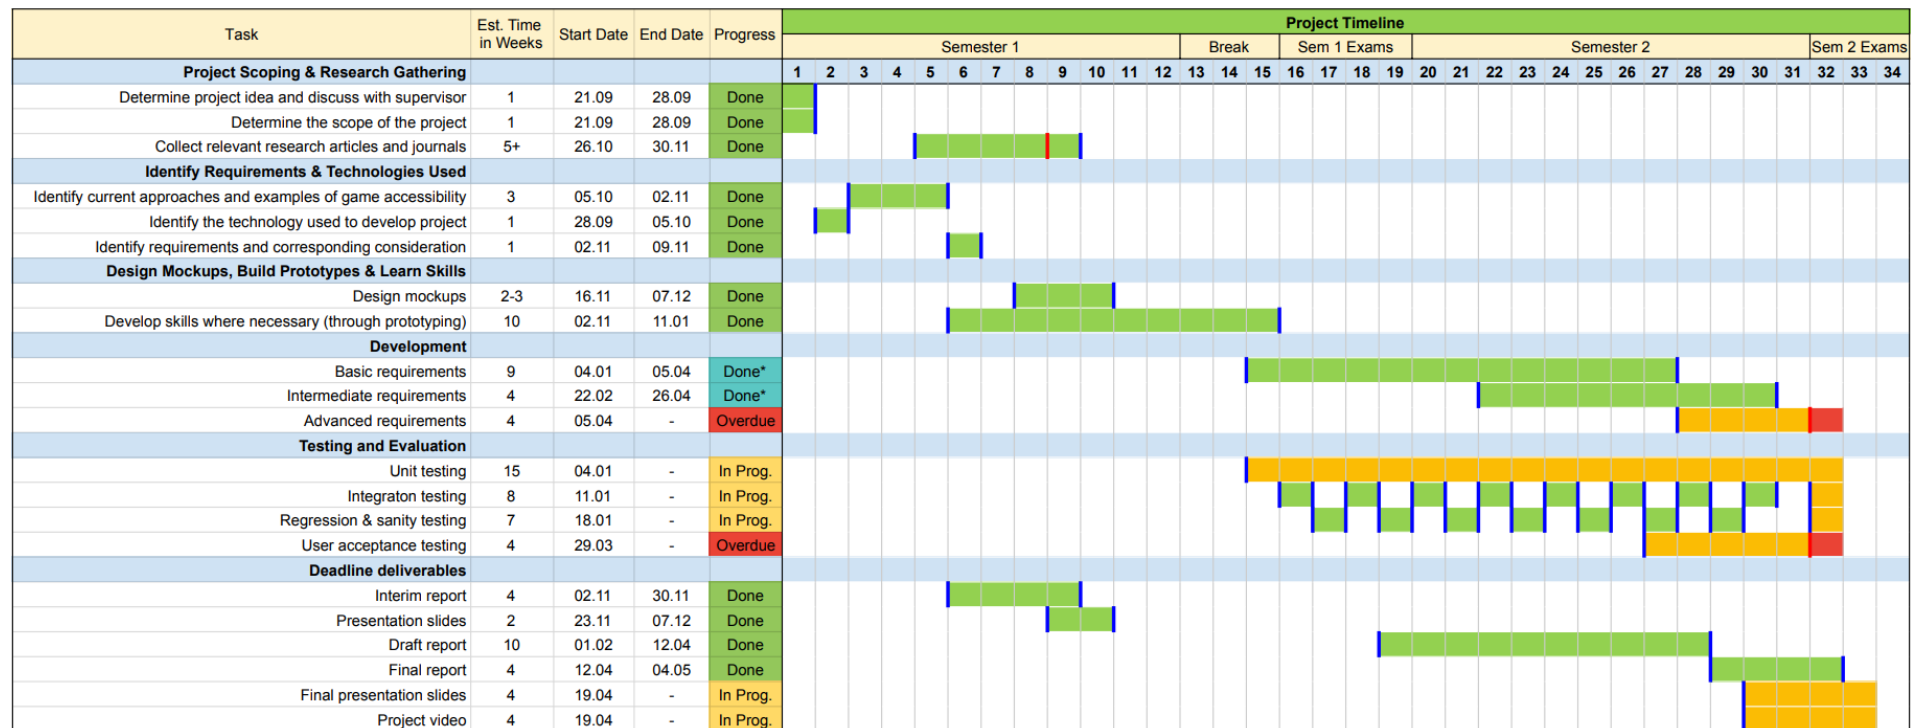 Project Timeline
Task Est. Time in Weeks Start Date End Date Progress Semester 1 Break Sem 1 Exams Semester 2 Sem 2 Exams
Project Scoping & Research Gathering 1 2 3 4 5 6 7 8 9 10 11 12 13 14 15 16 17 18 19 20 21 22 23 24 25 26 27 28 29 30 31 32 33 34
Determine project idea and discuss with supervisor 1 21.09 28.09 Done
Determine the scope of the project 1 21.09 28.09 Done
Collect relevant research articles and journals 5+ 26.10 30.11 Done
Identify Requirements & Technologies Used
Identify current approaches and examples of game accessibility 3 05.10 02.11 Done
Identify the technology used to develop project 1 28.09 05.10 Done
Identify requirements and corresponding consideration 1 02.11 09.11 Done
Design Mockups, Build Prototypes & Learn Skills
Design mockups 2-3 16.11 07.12 Done
Develop skills where necessary (through prototyping) 10 02.11 11.01 Done
Development
Basic requirements 9 04.01 05.04 Done*
Intermediate requirements 4 22.02 26.04 Done*
Advanced requirements 4 05.04 - Overdue
Testing and Evaluation
Unit testing 15 04.01 - In Prog.
Integraton testing 8 11.01 - In Prog.
Regression & sanity testing 7 18.01 - In Prog.
User acceptance testing 4 29.03 - Overdue
Deadline deliverables
Interim report 4 02.11 30.11 Done
Presentation slides 2 23.11 07.12 Done
Draft report 10 01.02 12.04 Done
Final report 4 12.04 04.05 Done
Final presentation slides 4 19.04 - In Prog.
Project video 4 19.04 - In Prog.